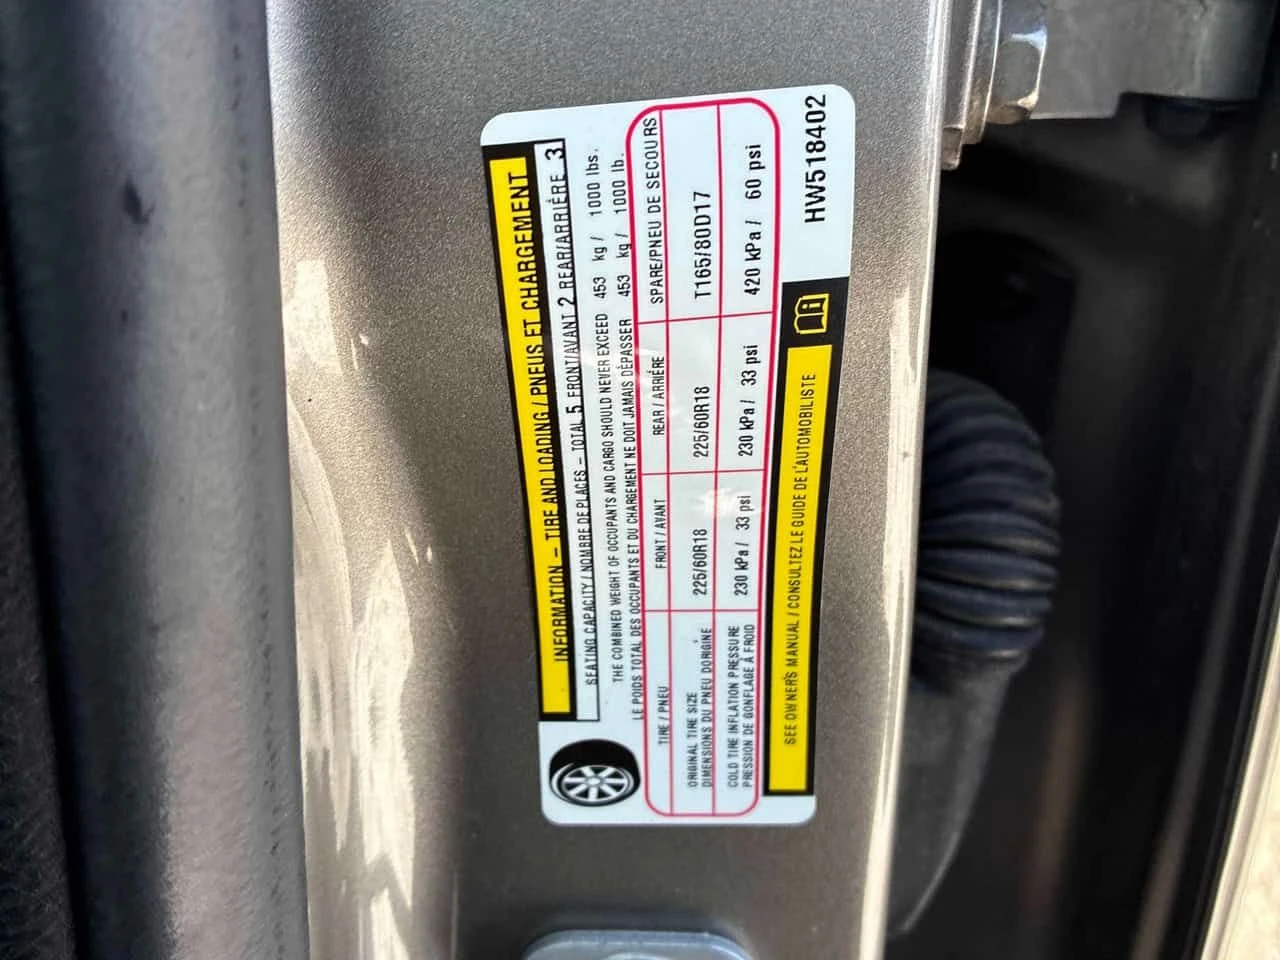 INFORMATION – TIRE AND LOADING / PNEUS ET CHARGEMENT
SEATING CAPACITY / NOMBRE DE PLACES – TOTAL 5 FRONT/AVANT 2 REAR/ARRIÈRE 3
THE COMBINED WEIGHT OF OCCUPANTS AND CARGO SHOULD NEVER EXCEED 453 kg / 1000 lbs.
LE POIDS TOTAL DES OCCUPANTS ET DU CHARGEMENT NE DOIT JAMAIS DÉPASSER 453 kg / 1000 lb.
TIRE / PNEU FRONT / AVANT REAR / ARRIÈRE SPARE/PNEU DE SECOURS
ORIGINAL TIRE SIZE
DIMENSIONS DU PNEU DORIGINE 225/60R18 225/60R18 T165/80D17
COLD TIRE INFLATION PRESSURE
PRESSION DE GONFLAGE À FROID 230 kPa / 33 psi 230 kPa / 33 psi 420 kPa / 60 psi
SEE OWNER'S MANUAL / CONSULTEZ LE GUIDE DE L'AUTOMOBILISTE
HW518402